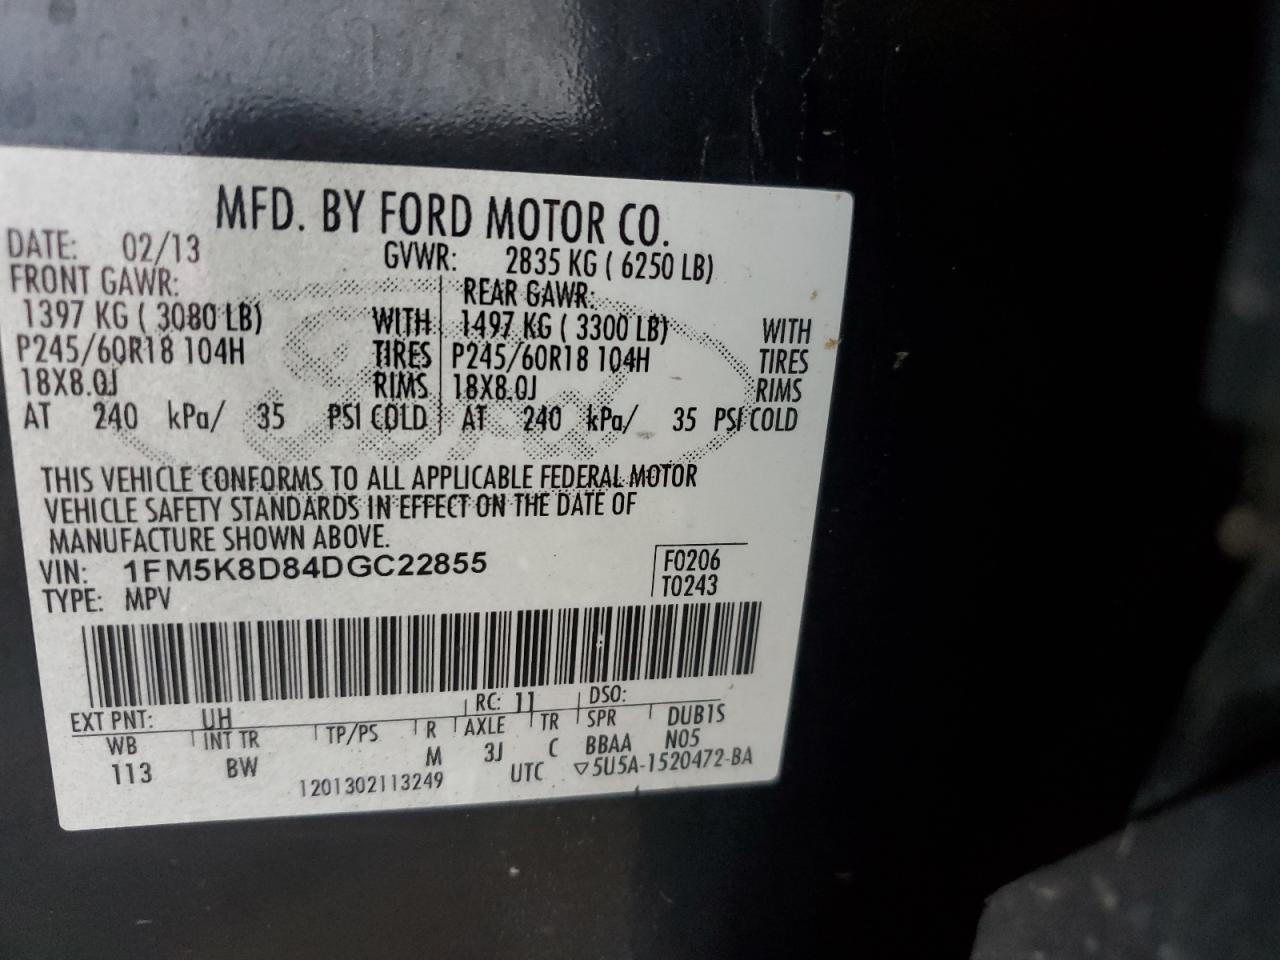 MFD. BY FORD MOTOR CO.
DATE: 02/13 GVWR: 2835 KG ( 6250 LB)
FRONT GAWR: REAR GAWR:
1397 KG ( 3080 LB) WITH 1497 KG ( 3300 LB) WITH
P245/60R18 104H TIRES P245/60R18 104H TIRES
18X8.0J RIMS 18X8.0J RIMS
AT 240 kPa/ 35 PSI COLD AT 240 kPa/ 35 PSI COLD
THIS VEHICLE CONFORMS TO ALL APPLICABLE FEDERAL MOTOR
VEHICLE SAFETY STANDARDS IN EFFECT ON THE DATE OF
MANUFACTURE SHOWN ABOVE.
VIN: 1FM5K8D84DGC22855 F0206
TYPE: MPV T0243
EXT PNT: UH RC: 11 DSO:
WB INT TR TP/PS R AXLE TR SPR DUB1S
113 BW M 3J C BBAA N05
1201302113249 UTC ▽5U5A-1520472-BA